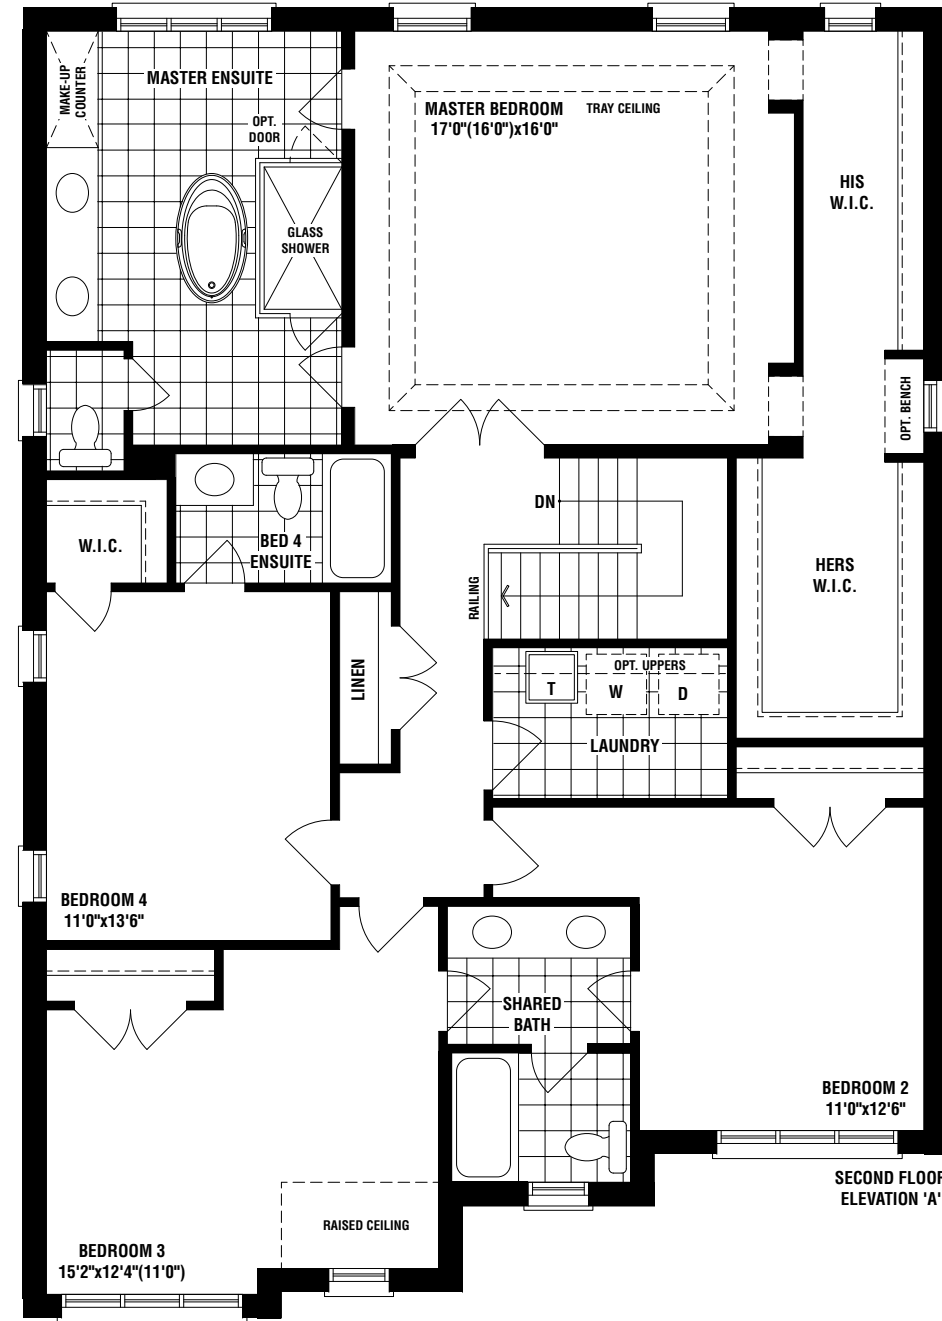 MAKE-UP
COUNTER
MASTER ENSUITE
OPT.
DOOR
GLASS
SHOWER
MASTER BEDROOM
17'0"(16'0")x16'0"
TRAY CEILING
HIS
W.I.C.
OPT. BENCH
W.I.C.
BED 4
ENSUITE
DN
RAILING
HERS
W.I.C.
LINEN
OPT. UPPERS
T
W
D
LAUNDRY
BEDROOM 4
11'0"x13'6"
SHARED
BATH
BEDROOM 2
11'0"x12'6"
SECOND FLOOR
ELEVATION 'A'
RAISED CEILING
BEDROOM 3
15'2"x12'4"(11'0")